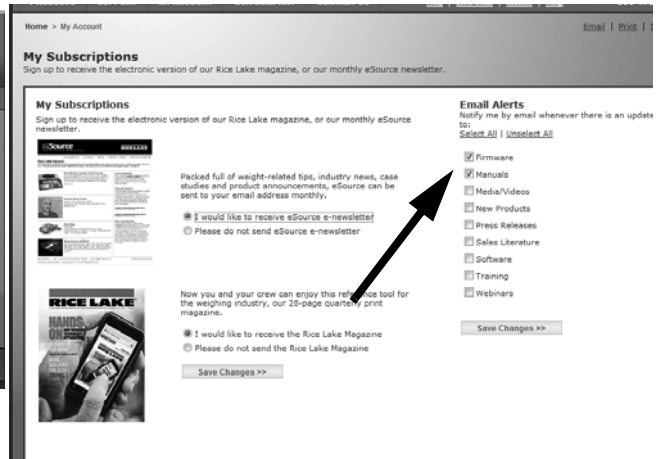 Home > My Account
Email | Print |
My Subscriptions
Sign up to receive the electronic version of our Rice Lake magazine, or our monthly eSource newsletter.
My Subscriptions
Sign up to receive the electronic version of our Rice Lake magazine, or our monthly eSource
newsletter.
eSource
RICE LAKE
Packed full of weight-related tips, industry news, case
studies and product announcements, eSource can be
sent to your email address monthly.
I would like to receive eSource e-newsletter
Please do not send eSource e-newsletter
RICE LAKE
HANDS
ON
Now you and your crew can enjoy this reference tool for
the weighing industry, our 28-page quarterly print
magazine.
I would like to receive the Rice Lake Magazine
Please do not send the Rice Lake Magazine
Save Changes >>
Email Alerts
Notify me by email whenever there is an update
to:
Select All | Unselect All
Firmware
Manuals
Media/Videos
New Products
Press Releases
Sales Literature
Software
Training
Webinars
Save Changes >>